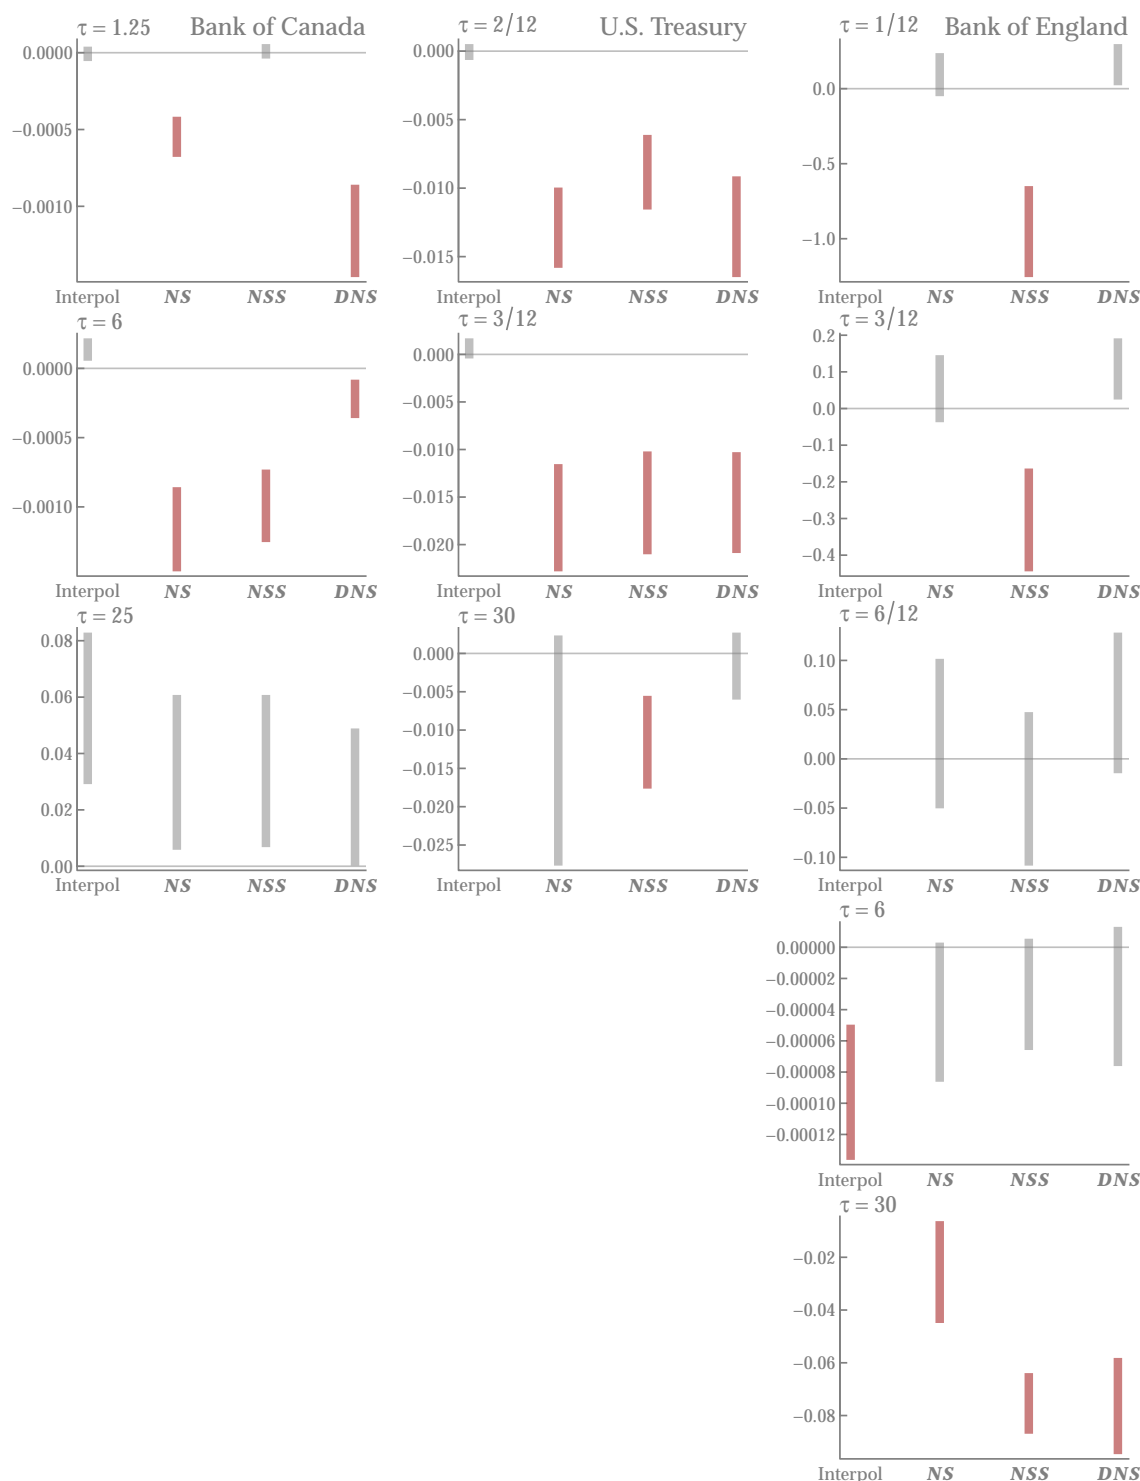 τ = 1.25 Bank of Canada
0.0000
−0.0005
−0.0010
Interpol NS NSS DNS
τ = 2/12 U.S. Treasury
0.000
−0.005
−0.010
−0.015
Interpol NS NSS DNS
τ = 1/12 Bank of England
0.0
−0.5
−1.0
Interpol NS NSS DNS
τ = 6
0.0000
−0.0005
−0.0010
Interpol NS NSS DNS
τ = 3/12
0.000
−0.005
−0.010
−0.015
−0.020
Interpol NS NSS DNS
τ = 3/12
0.2
0.1
0.0
−0.1
−0.2
−0.3
−0.4
Interpol NS NSS DNS
τ = 25
0.08
0.06
0.04
0.02
0.00
Interpol NS NSS DNS
τ = 30
0.000
−0.005
−0.010
−0.015
−0.020
−0.025
Interpol NS NSS DNS
τ = 6/12
0.10
0.05
0.00
−0.05
−0.10
Interpol NS NSS DNS
τ = 6
0.00000
−0.00002
−0.00004
−0.00006
−0.00008
−0.00010
−0.00012
Interpol NS NSS DNS
τ = 30
−0.02
−0.04
−0.06
−0.08
Interpol NS NSS DNS